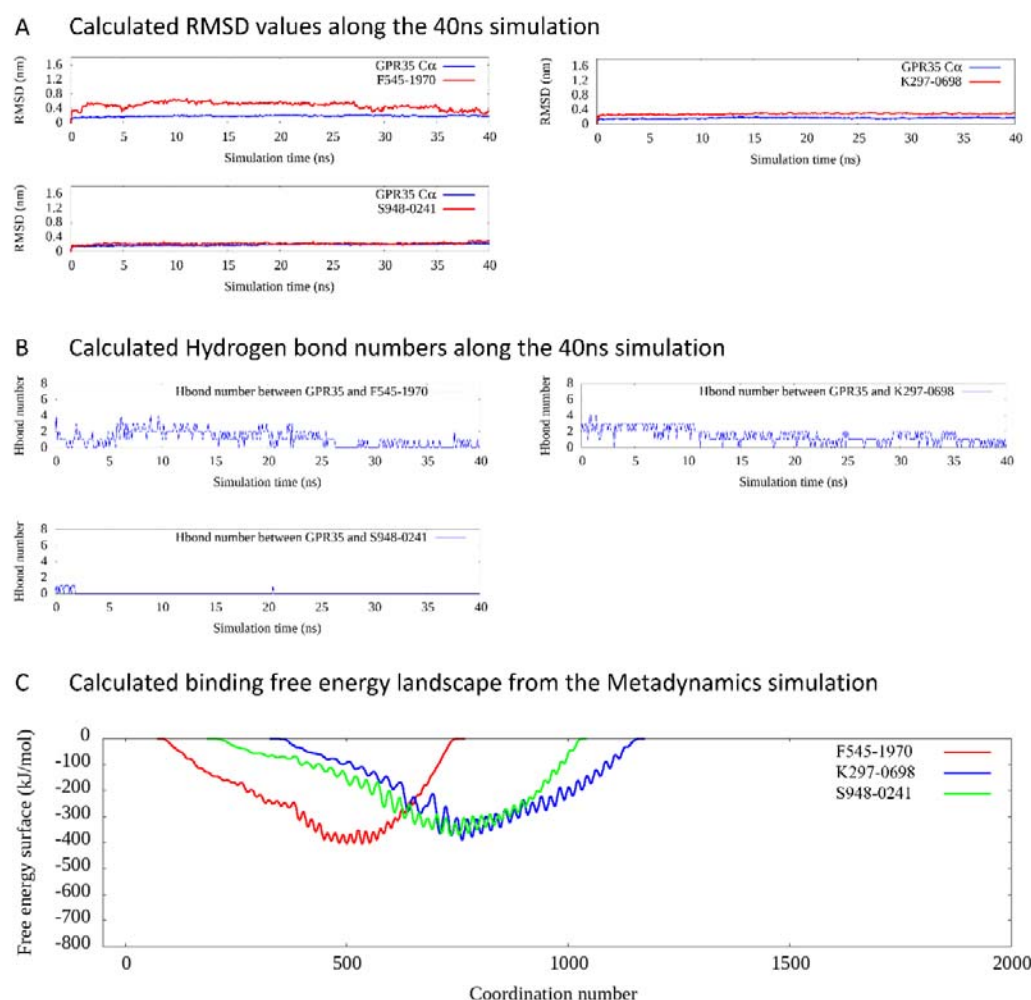 A Calculated RMSD values along the 40ns simulation
RMSD (nm)
1.6
1.2
0.8
0.4
0
GPR35 Cα
F545-1970
0 5 10 15 20 25 30 35 40
Simulation time (ns)
RMSD (nm)
1.6
1.2
0.8
0.4
0
GPR35 Cα
K297-0698
0 5 10 15 20 25 30 35 40
Simulation time (ns)
RMSD (nm)
1.6
1.2
0.8
0.4
0
GPR35 Cα
S948-0241
0 5 10 15 20 25 30 35 40
Simulation time (ns)
B Calculated Hydrogen bond numbers along the 40ns simulation
Hbond number
8
6
4
2
0
Hbond number between GPR35 and F545-1970
0 5 10 15 20 25 30 35 40
Simulation time (ns)
Hbond number
8
6
4
2
0
Hbond number between GPR35 and K297-0698
0 5 10 15 20 25 30 35 40
Simulation time (ns)
Hbond number
8
6
4
2
0
Hbond number between GPR35 and S948-0241
0 5 10 15 20 25 30 35 40
Simulation time (ns)
C Calculated binding free energy landscape from the Metadynamics simulation
Free energy surface (kJ/mol)
0
-100
-200
-300
-400
-500
-600
-700
-800
F545-1970
K297-0698
S948-0241
0 500 1000 1500 2000
Coordination number